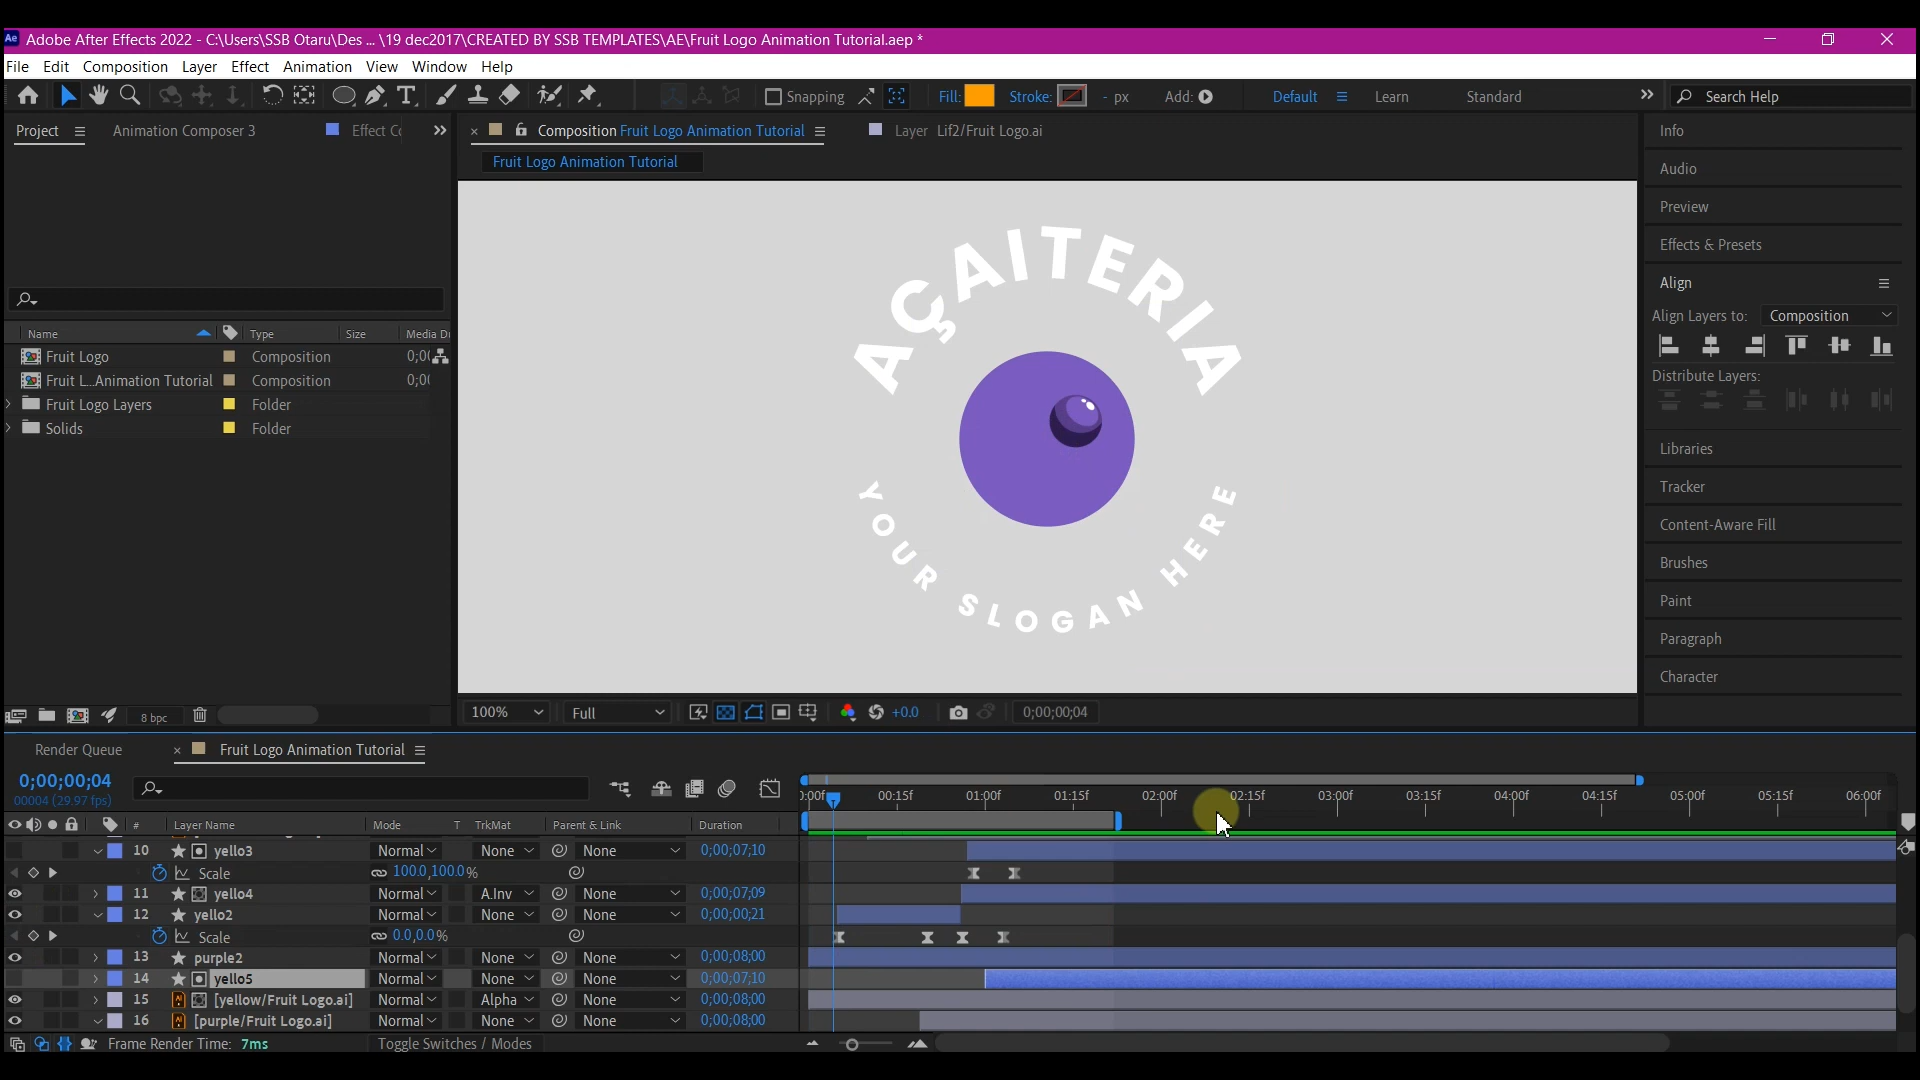 Ae Adobe After Effects 2022 - C:\Users\SSB Otaru\Des ... \19 dec2017\CREATED BY SSB TEMPLATES\AE\Fruit Logo Animation Tutorial.aep *
File Edit Composition Layer Effect Animation View Window Help
Snapping Fill: Stroke: - px Add: Default Learn Standard Search Help
Project Animation Composer 3 Effect Cc Composition Fruit Logo Animation Tutorial Layer Lif2/Fruit Logo.ai Info
Fruit Logo Animation Tutorial
Audio
Preview
Effects & Presets
Align
Align Layers to: Composition
Distribute Layers:
Libraries
Tracker
Content-Aware Fill
Brushes
Paint
Paragraph
Character
Name Type Size Media Du
Fruit Logo Composition 0;0(
Fruit L...Animation Tutorial Composition 0;0(
Fruit Logo Layers Folder
Solids Folder
AÇAITERIA
YOUR SLOGAN HERE
8 bpc 100% Full +0.0 0;00;00;04
Render Queue Fruit Logo Animation Tutorial
0;00;00;04
00004 (29.97 fps)
):00f 00:15f 01:00f 01:15f 02:00f 02:15f 03:00f 03:15f 04:00f 04:15f 05:00f 05:15f 06:00f
# Layer Name Mode T TrkMat Parent & Link Duration
10 yello3 Normal None None 0;00;07;10
Scale 100.0,100.0%
11 yello4 Normal A.Inv None 0;00;07;09
12 yello2 Normal None None 0;00;00;21
Scale 0.0,0.0%
13 purple2 Normal None None 0;00;08;00
14 yello5 Normal None None 0;00;07;10
15 [yellow/Fruit Logo.ai] Normal Alpha None 0;00;08;00
16 [purple/Fruit Logo.ai] Normal None None 0;00;08;00
Frame Render Time: 7ms Toggle Switches / Modes